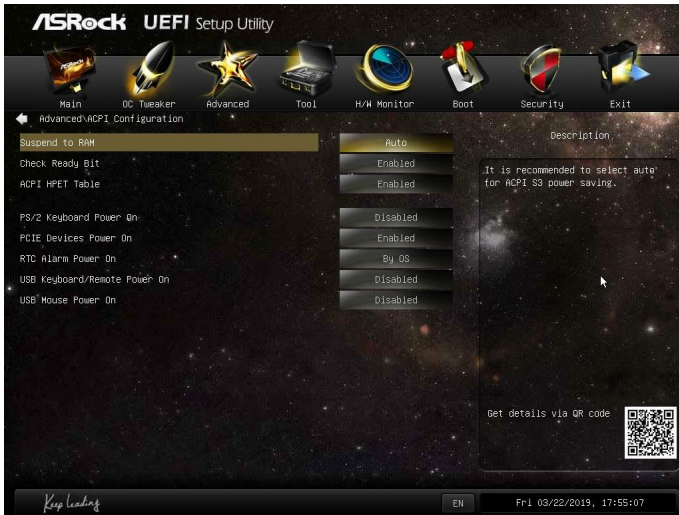 ASRock UEFI Setup Utility
ASRock
Main OC Tweaker Advanced Tool H/W Monitor Boot Security Exit
Advanced\ACPI Configuration
Description
Suspend to RAM Auto
It is recommended to select auto
for ACPI S3 power saving.
Check Ready Bit Enabled
ACPI HPET Table Enabled
PS/2 Keyboard Power On Disabled
PCIE Devices Power On Enabled
RTC Alarm Power On By OS
USB Keyboard/Remote Power On Disabled
USB Mouse Power On Disabled
Get details via QR code
Keep Leading
EN
Fri 03/22/2019, 17:55:07